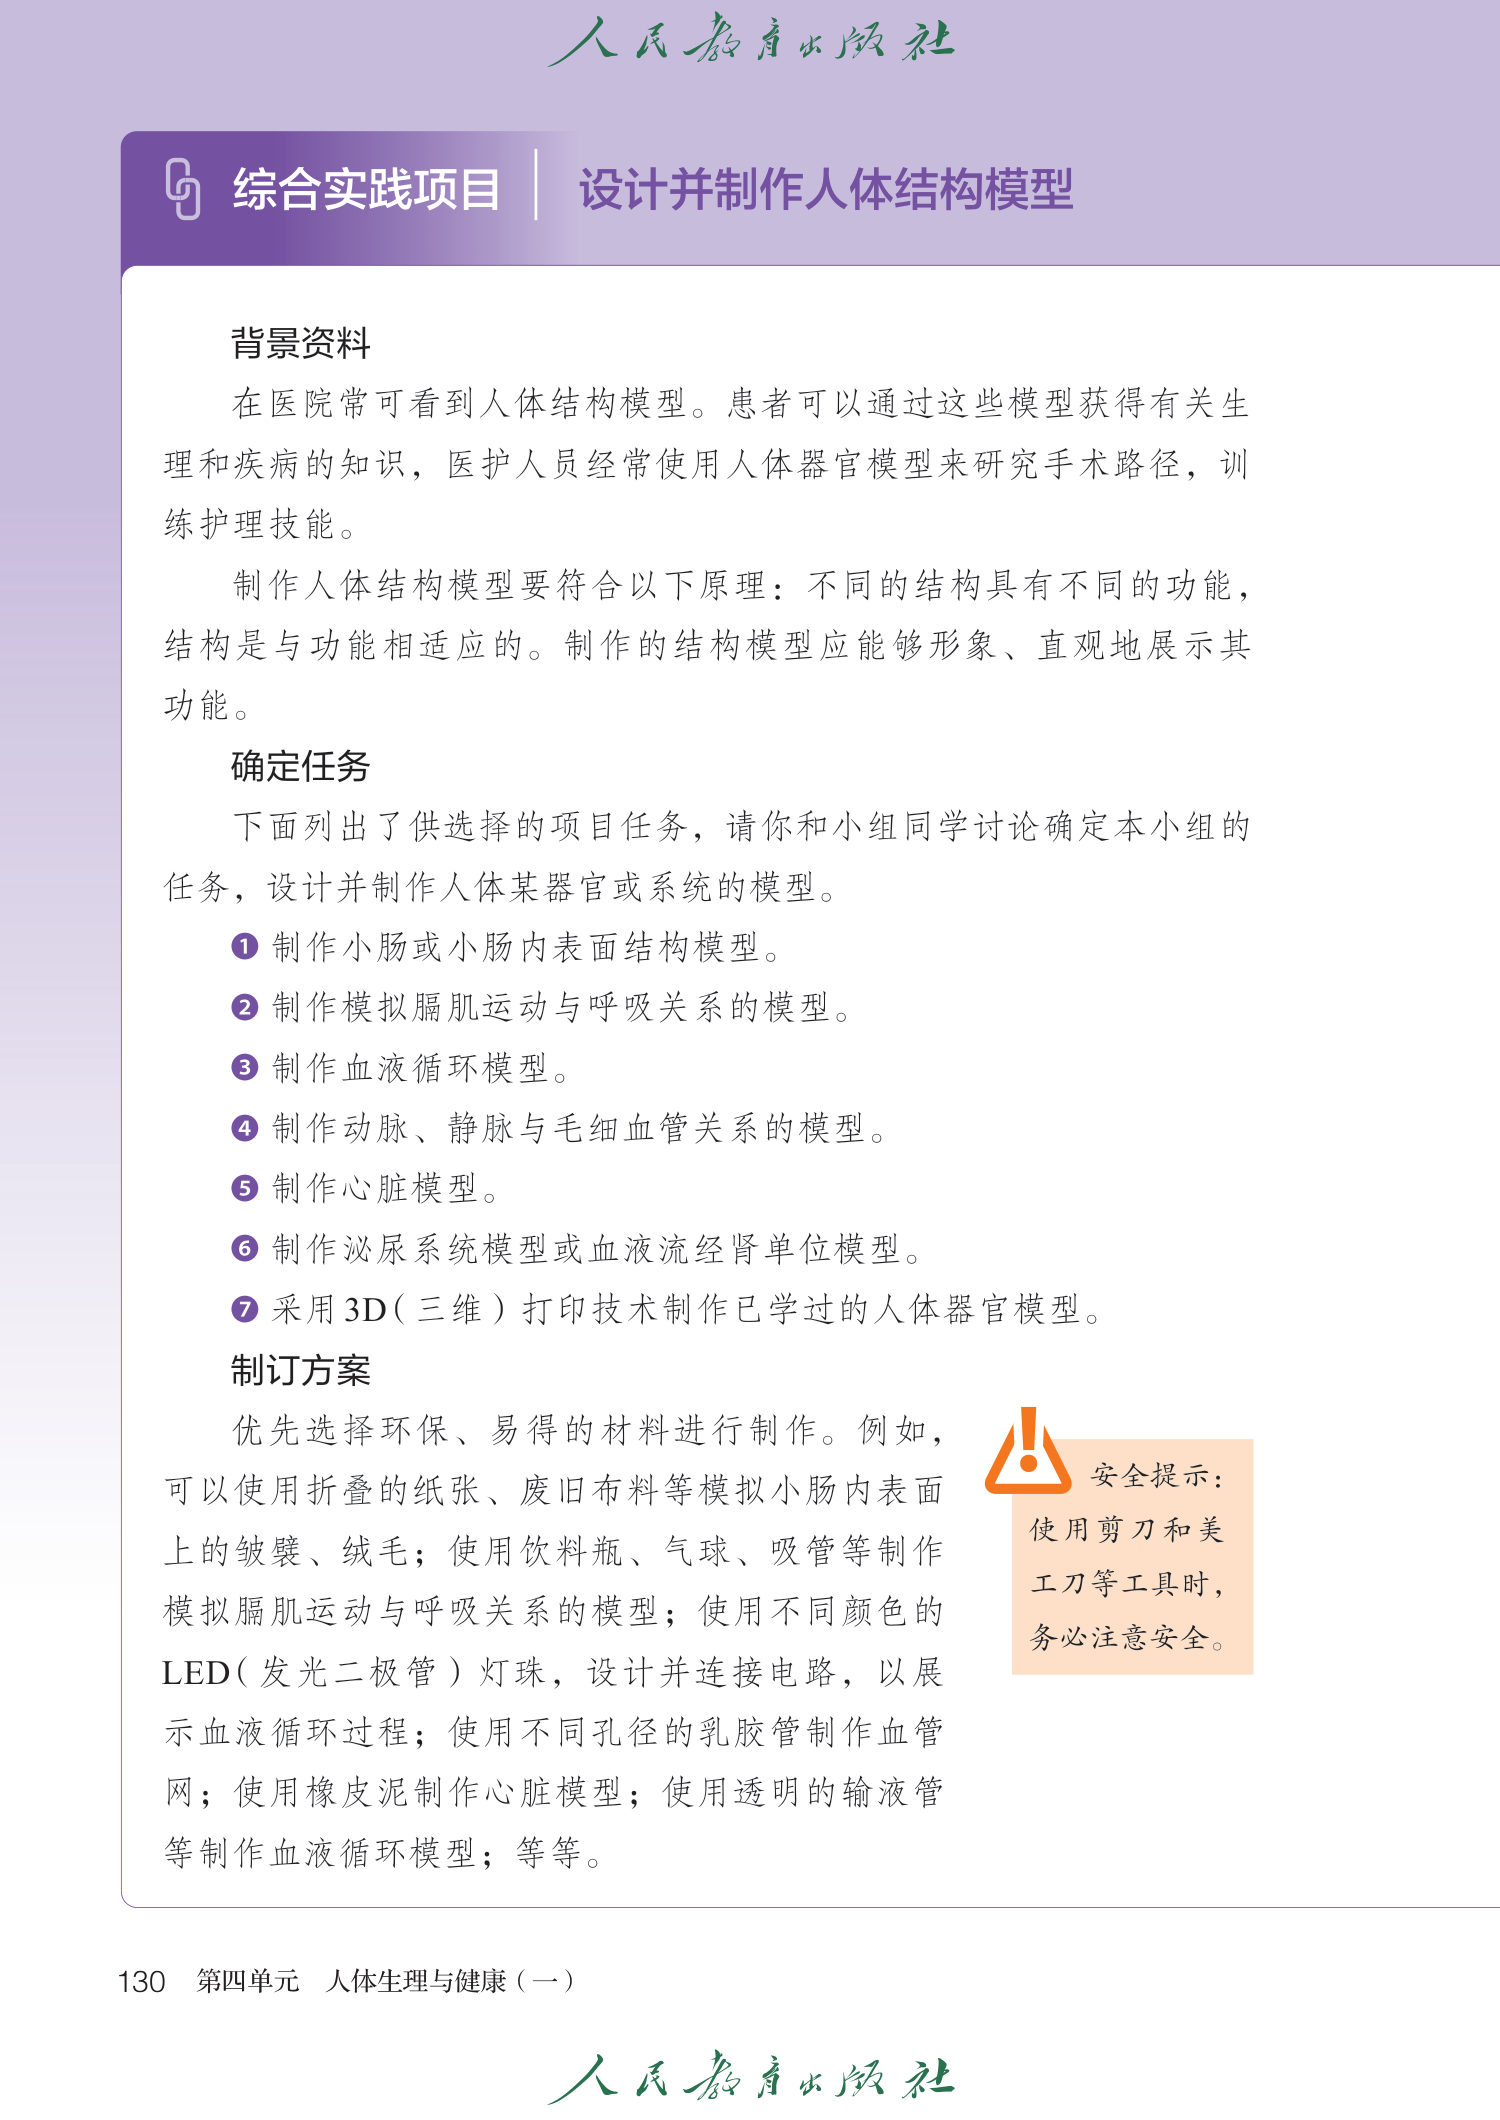 人民教育出版社
综合实践项目 设计并制作人体结构模型
背景资料
在医院常可看到人体结构模型。患者可以通过这些模型获得有关生
理和疾病的知识，医护人员经常使用人体器官模型来研究手术路径，训
练护理技能。
制作人体结构模型要符合以下原理：不同的结构具有不同的功能，
结构是与功能相适应的。制作的结构模型应能够形象、直观地展示其
功能。
确定任务
下面列出了供选择的项目任务，请你和小组同学讨论确定本小组的
任务，设计并制作人体某器官或系统的模型。
❶ 制作小肠或小肠内表面结构模型。
❷ 制作模拟膈肌运动与呼吸关系的模型。
❸ 制作血液循环模型。
❹ 制作动脉、静脉与毛细血管关系的模型。
❺ 制作心脏模型。
❻ 制作泌尿系统模型或血液流经肾单位模型。
❼ 采用 3D（三维）打印技术制作已学过的人体器官模型。
制订方案
优先选择环保、易得的材料进行制作。例如，
可以使用折叠的纸张、废旧布料等模拟小肠内表面
上的皱襞、绒毛；使用饮料瓶、气球、吸管等制作
模拟膈肌运动与呼吸关系的模型；使用不同颜色的
LED（发光二极管）灯珠，设计并连接电路，以展
示血液循环过程；使用不同孔径的乳胶管制作血管
网；使用橡皮泥制作心脏模型；使用透明的输液管
等制作血液循环模型；等等。
安全提示：
使用剪刀和美
工刀等工具时，
务必注意安全。
130 第四单元 人体生理与健康（一）
人民教育出版社